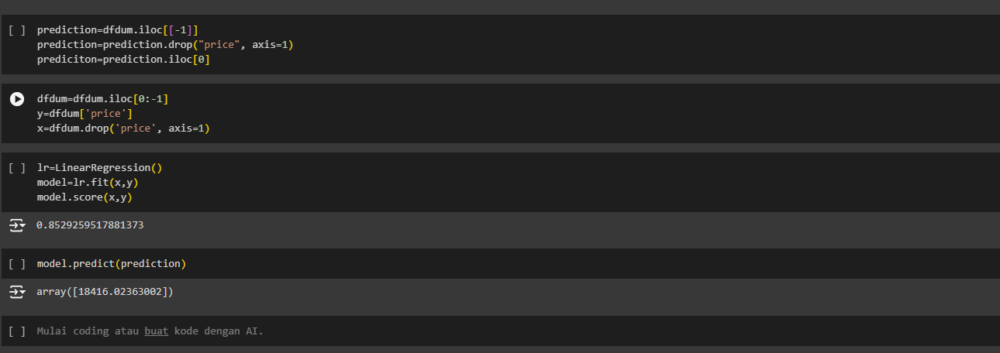 [ ] prediction=dfdum.iloc[[-1]]
prediction=prediction.drop("price", axis=1)
prediciton=prediction.iloc[0]
dfdum=dfdum.iloc[0:-1]
y=dfdum['price']
x=dfdum.drop('price', axis=1)
[ ] lr=LinearRegression()
model=lr.fit(x,y)
model.score(x,y)
0.8529259517881373
[ ] model.predict(prediction)
array([18416.02363002])
[ ] Mulai coding atau buat kode dengan AI.